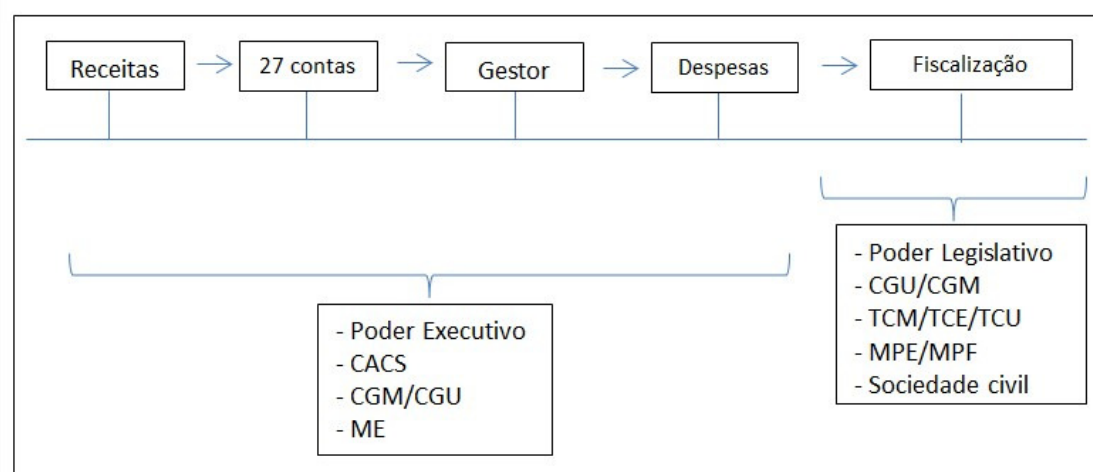 Receitas
27 contas
Gestor
Despesas
Fiscalização
- Poder Executivo
- CACS
- CGM/CGU
- ME
- Poder Legislativo
- CGU/CGM
- TCM/TCE/TCU
- MPE/MPF
- Sociedade civil